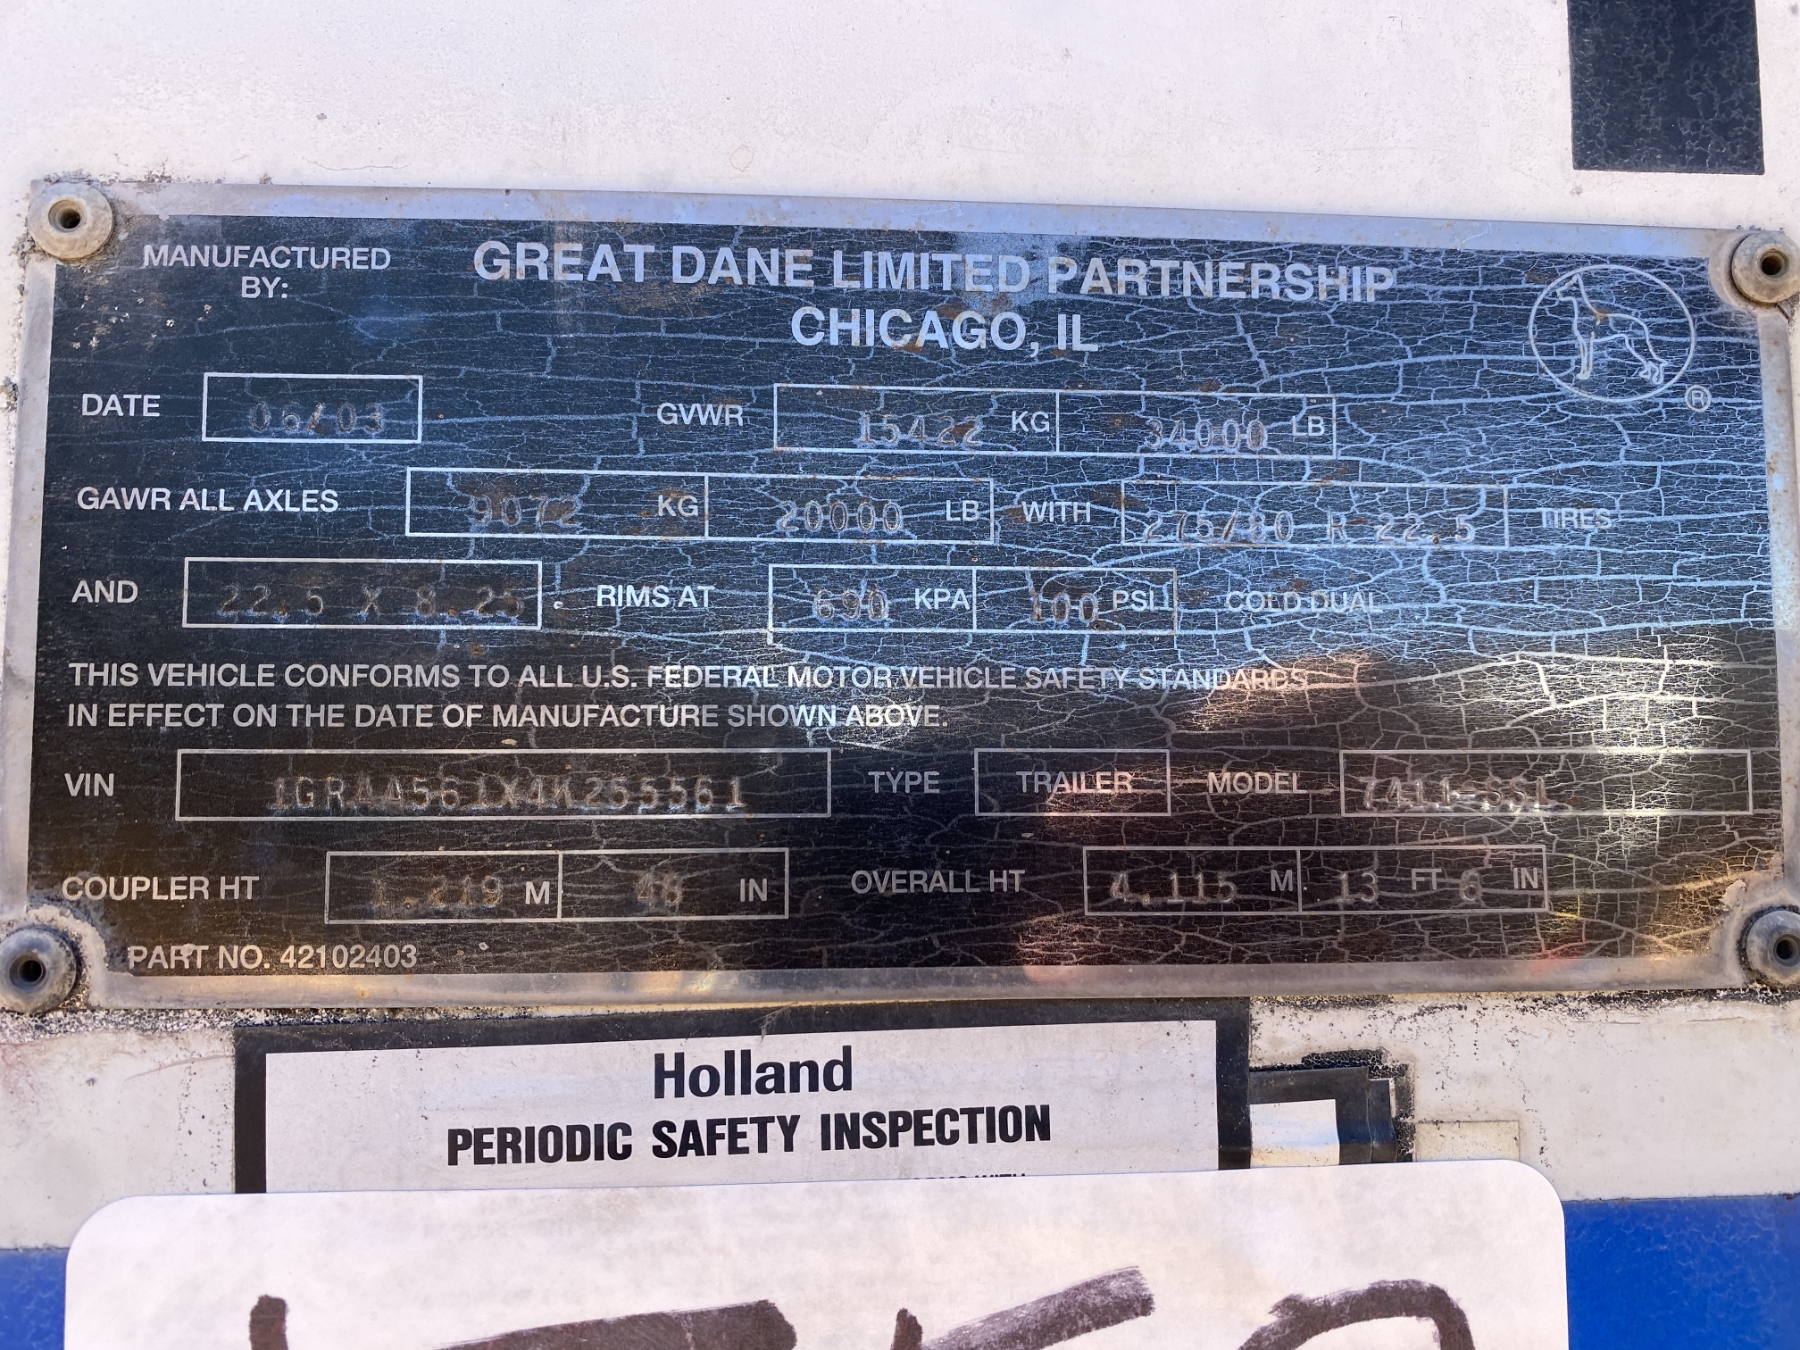 MANUFACTURED BY: GREAT DANE LIMITED PARTNERSHIP
CHICAGO, IL
®
DATE 06/03 GVWR 15422 KG 34000 LB
GAWR ALL AXLES 9072 KG 20000 LB WITH 275/80 R 22.5 TIRES
AND 22.5 X 8.25 RIMS AT 690 KPA 100 PSI COLD DUAL
THIS VEHICLE CONFORMS TO ALL U.S. FEDERAL MOTOR VEHICLE SAFETY STANDARDS
IN EFFECT ON THE DATE OF MANUFACTURE SHOWN ABOVE.
VIN 1GRAA561X4K255561 TYPE TRAILER MODEL 7411-SSL
COUPLER HT 1.219 M 48 IN OVERALL HT 4.115 M 13 FT 6 IN
PART NO. 42102403
Holland
PERIODIC SAFETY INSPECTION